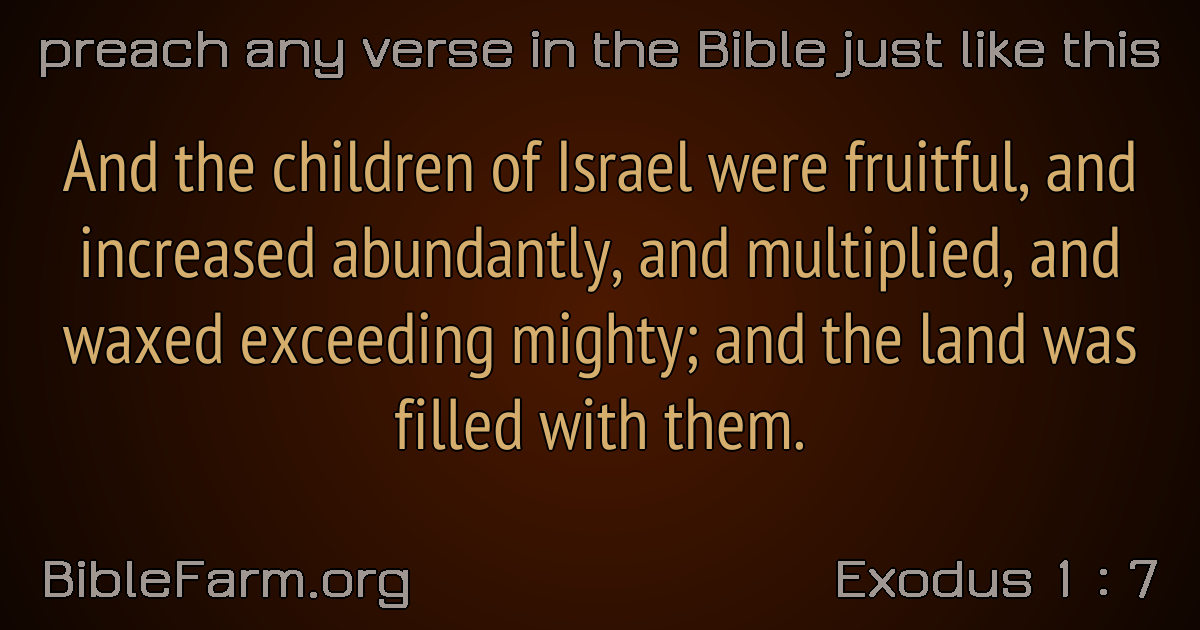 preach any verse in the Bible just like this
And the children of Israel were fruitful, and
increased abundantly, and multiplied, and
waxed exceeding mighty; and the land was
filled with them.
BibleFarm.org
Exodus 1 : 7